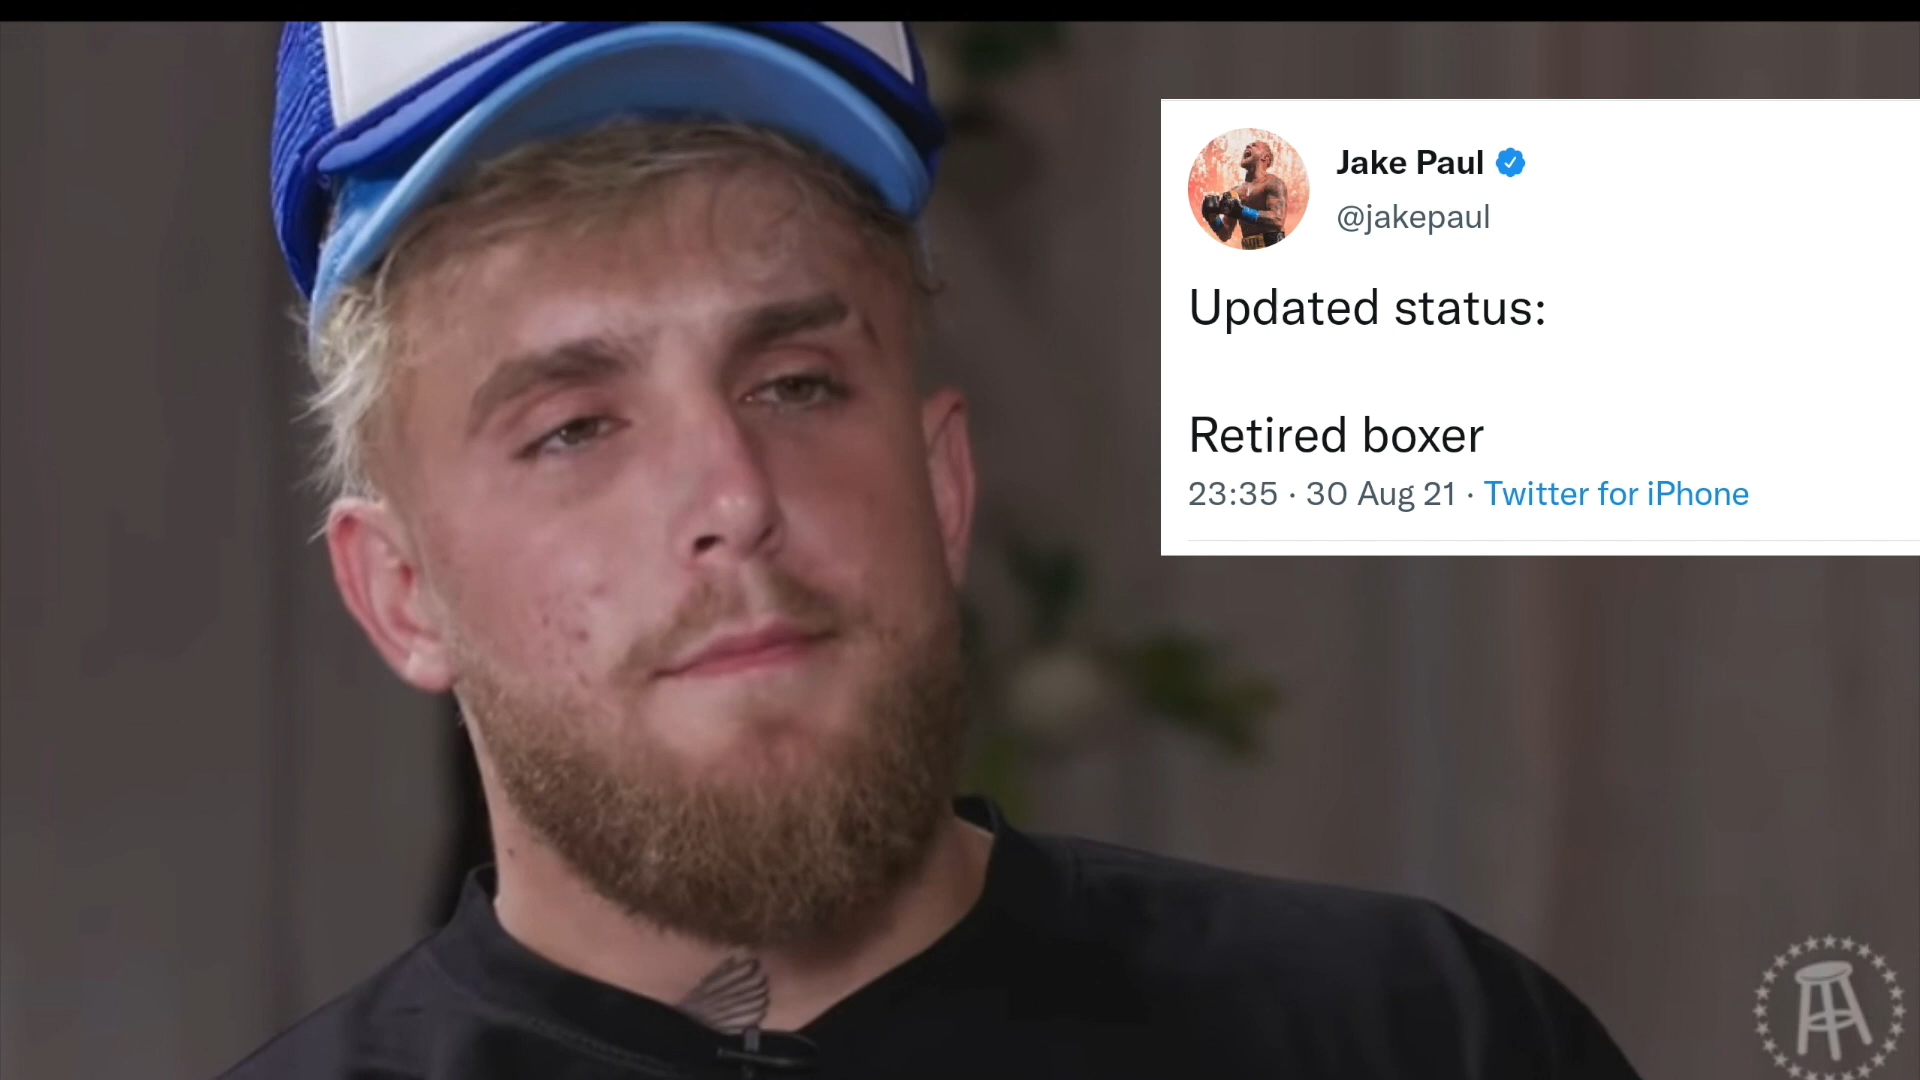 Jake Paul
@jakepaul
Updated status:
Retired boxer
23:35 · 30 Aug 21 · Twitter for iPhone